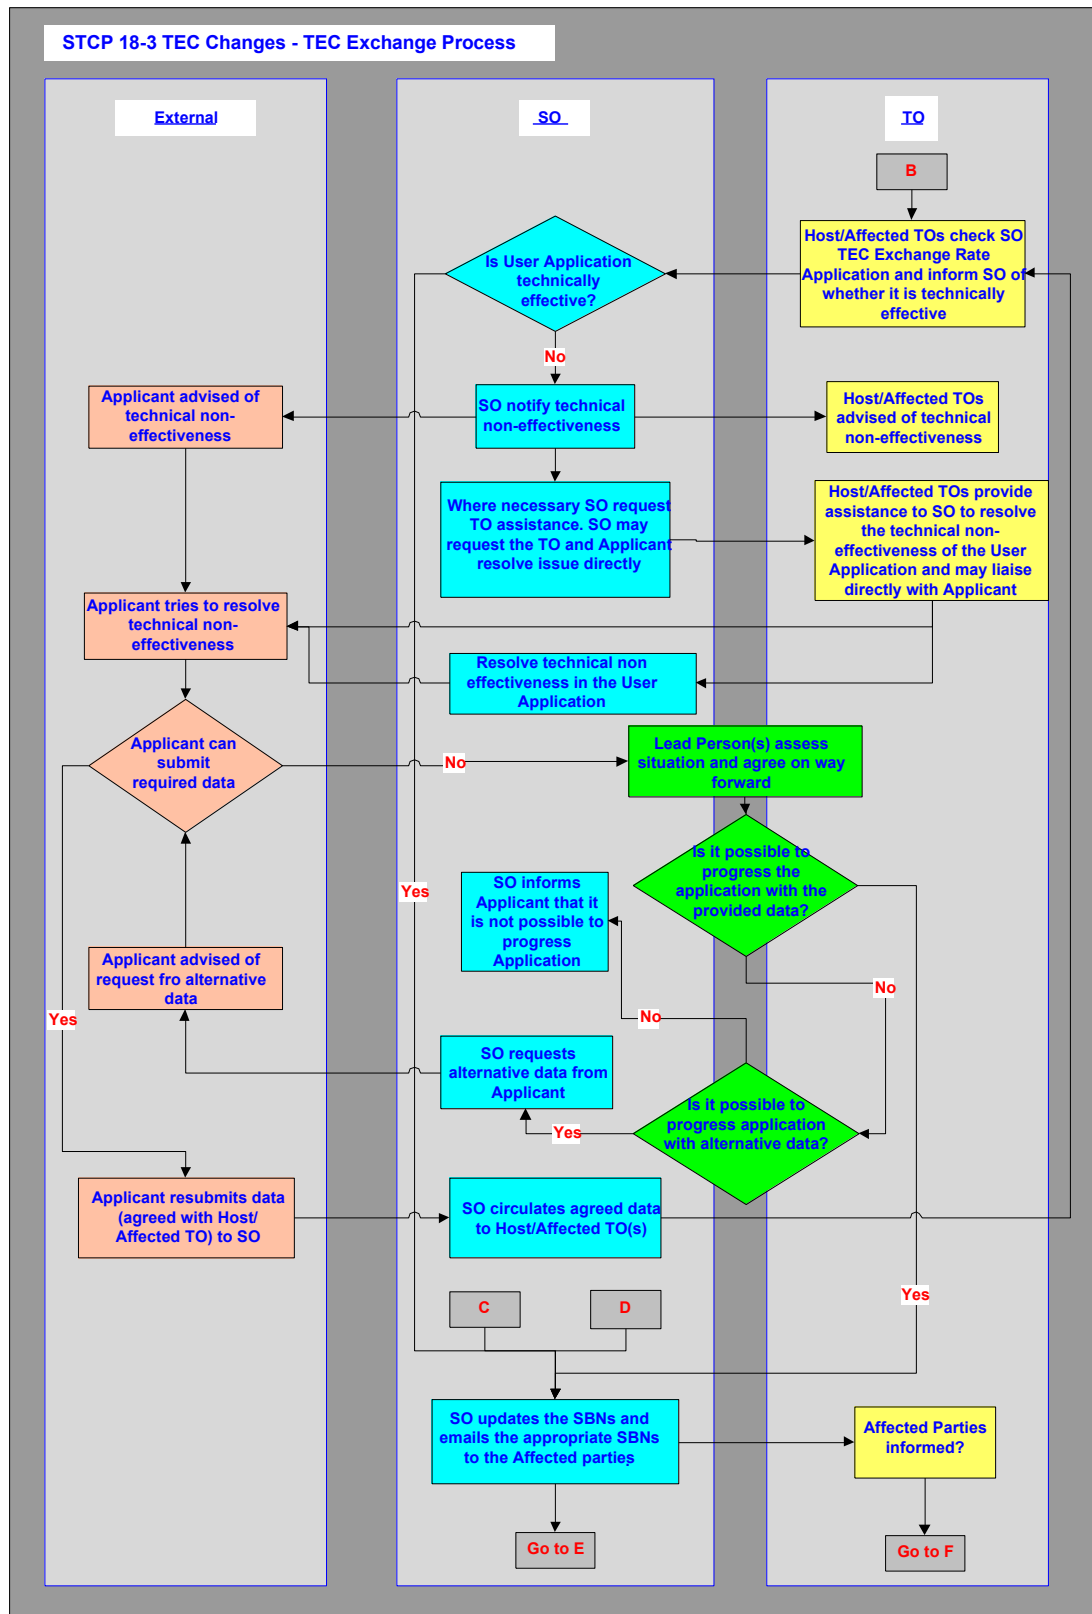 STCP 18-3 TEC Changes - TEC Exchange Process
External
SO
TO
B
Host/Affected TOs check SO
TEC Exchange Rate
Application and inform SO of
whether it is technically
effective
Is User Application
technically
effective?
No
Applicant advised of
technical non-
effectiveness
SO notify technical
non-effectiveness
Host/Affected TOs
advised of technical
non-effectiveness
Where necessary SO request
TO assistance. SO may
request the TO and Applicant
resolve issue directly
Host/Affected TOs provide
assistance to SO to resolve
the technical non-
effectiveness of the User
Application and may liaise
directly with Applicant
Applicant tries to resolve
technical non-
effectiveness
Resolve technical non
effectiveness in the User
Application
Applicant can
submit
required data
No
Lead Person(s) assess
situation and agree on way
forward
Is it possible to
progress the
application with the
provided data?
Yes
SO informs
Applicant that it
is not possible to
progress
Application
Applicant advised of
request fro alternative
data
No
Yes
No
SO requests
alternative data from
Applicant
Is it possible to
progress application
with alternative data?
Yes
Applicant resubmits data
(agreed with Host/
Affected TO) to SO
SO circulates agreed data
to Host/Affected TO(s)
Yes
C
D
SO updates the SBNs and
emails the appropriate SBNs
to the Affected parties
Affected Parties
informed?
Go to E
Go to F